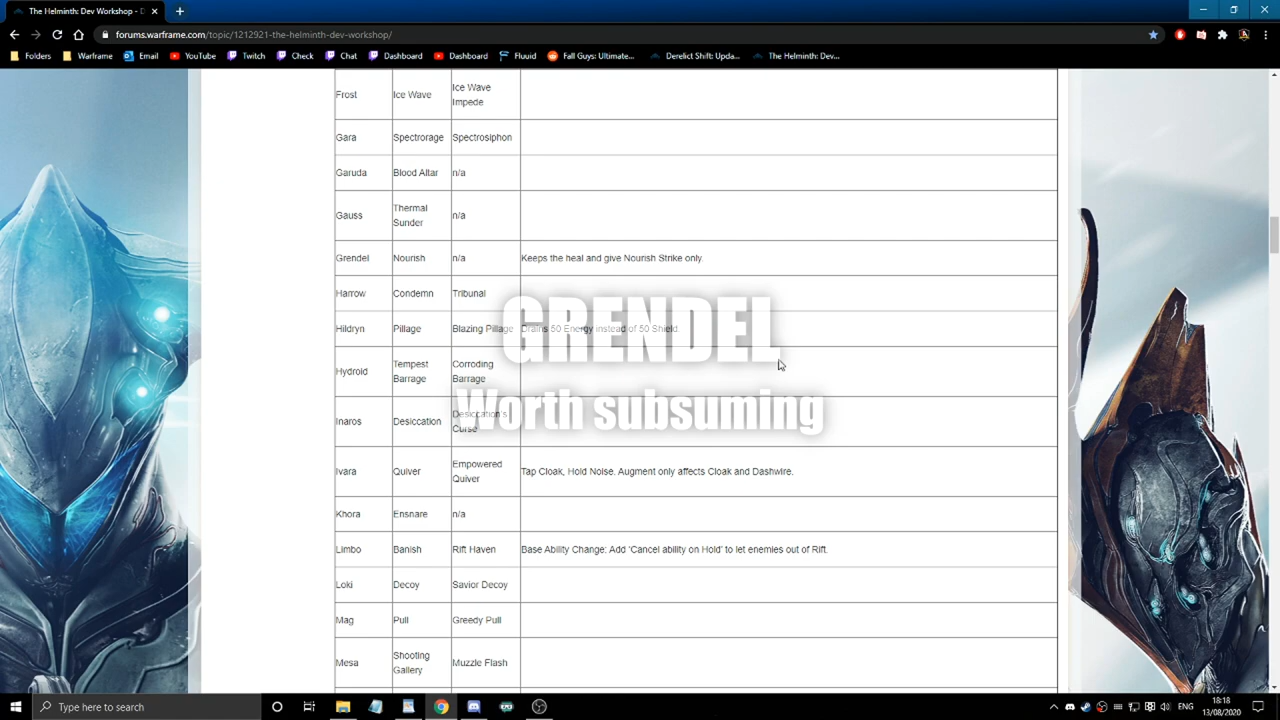 The Helminth: Dev Workshop - D
forums.warframe.com/topic/1212921-the-helminth-dev-workshop/
Folders Warframe Email YouTube Twitch Check Chat Dashboard Dashboard Fluuid Fall Guys: Ultimate... Derelict Shift: Upda... The Helminth: Dev...
Frost Ice Wave Ice Wave Impede
Gara Spectrorage Spectrosiphon
Garuda Blood Altar n/a
Gauss Thermal Sunder n/a
Grendel Nourish n/a Keeps the heal and give Nourish Strike only.
Harrow Condemn Tribunal
GRENDEL
Hildryn Pillage Blazing Pillage Drains 50 Energy instead of 50 Shield.
Hydroid Tempest Barrage Corroding Barrage
Worth subsuming
Inaros Desiccation Desiccation's Curse
Ivara Quiver Empowered Quiver Tap Cloak, Hold Noise. Augment only affects Cloak and Dashwire.
Khora Ensnare n/a
Limbo Banish Rift Haven Base Ability Change: Add 'Cancel ability on Hold' to let enemies out of Rift.
Loki Decoy Savior Decoy
Mag Pull Greedy Pull
Mesa Shooting Gallery Muzzle Flash
Type here to search
ENG
18:18
13/08/2020